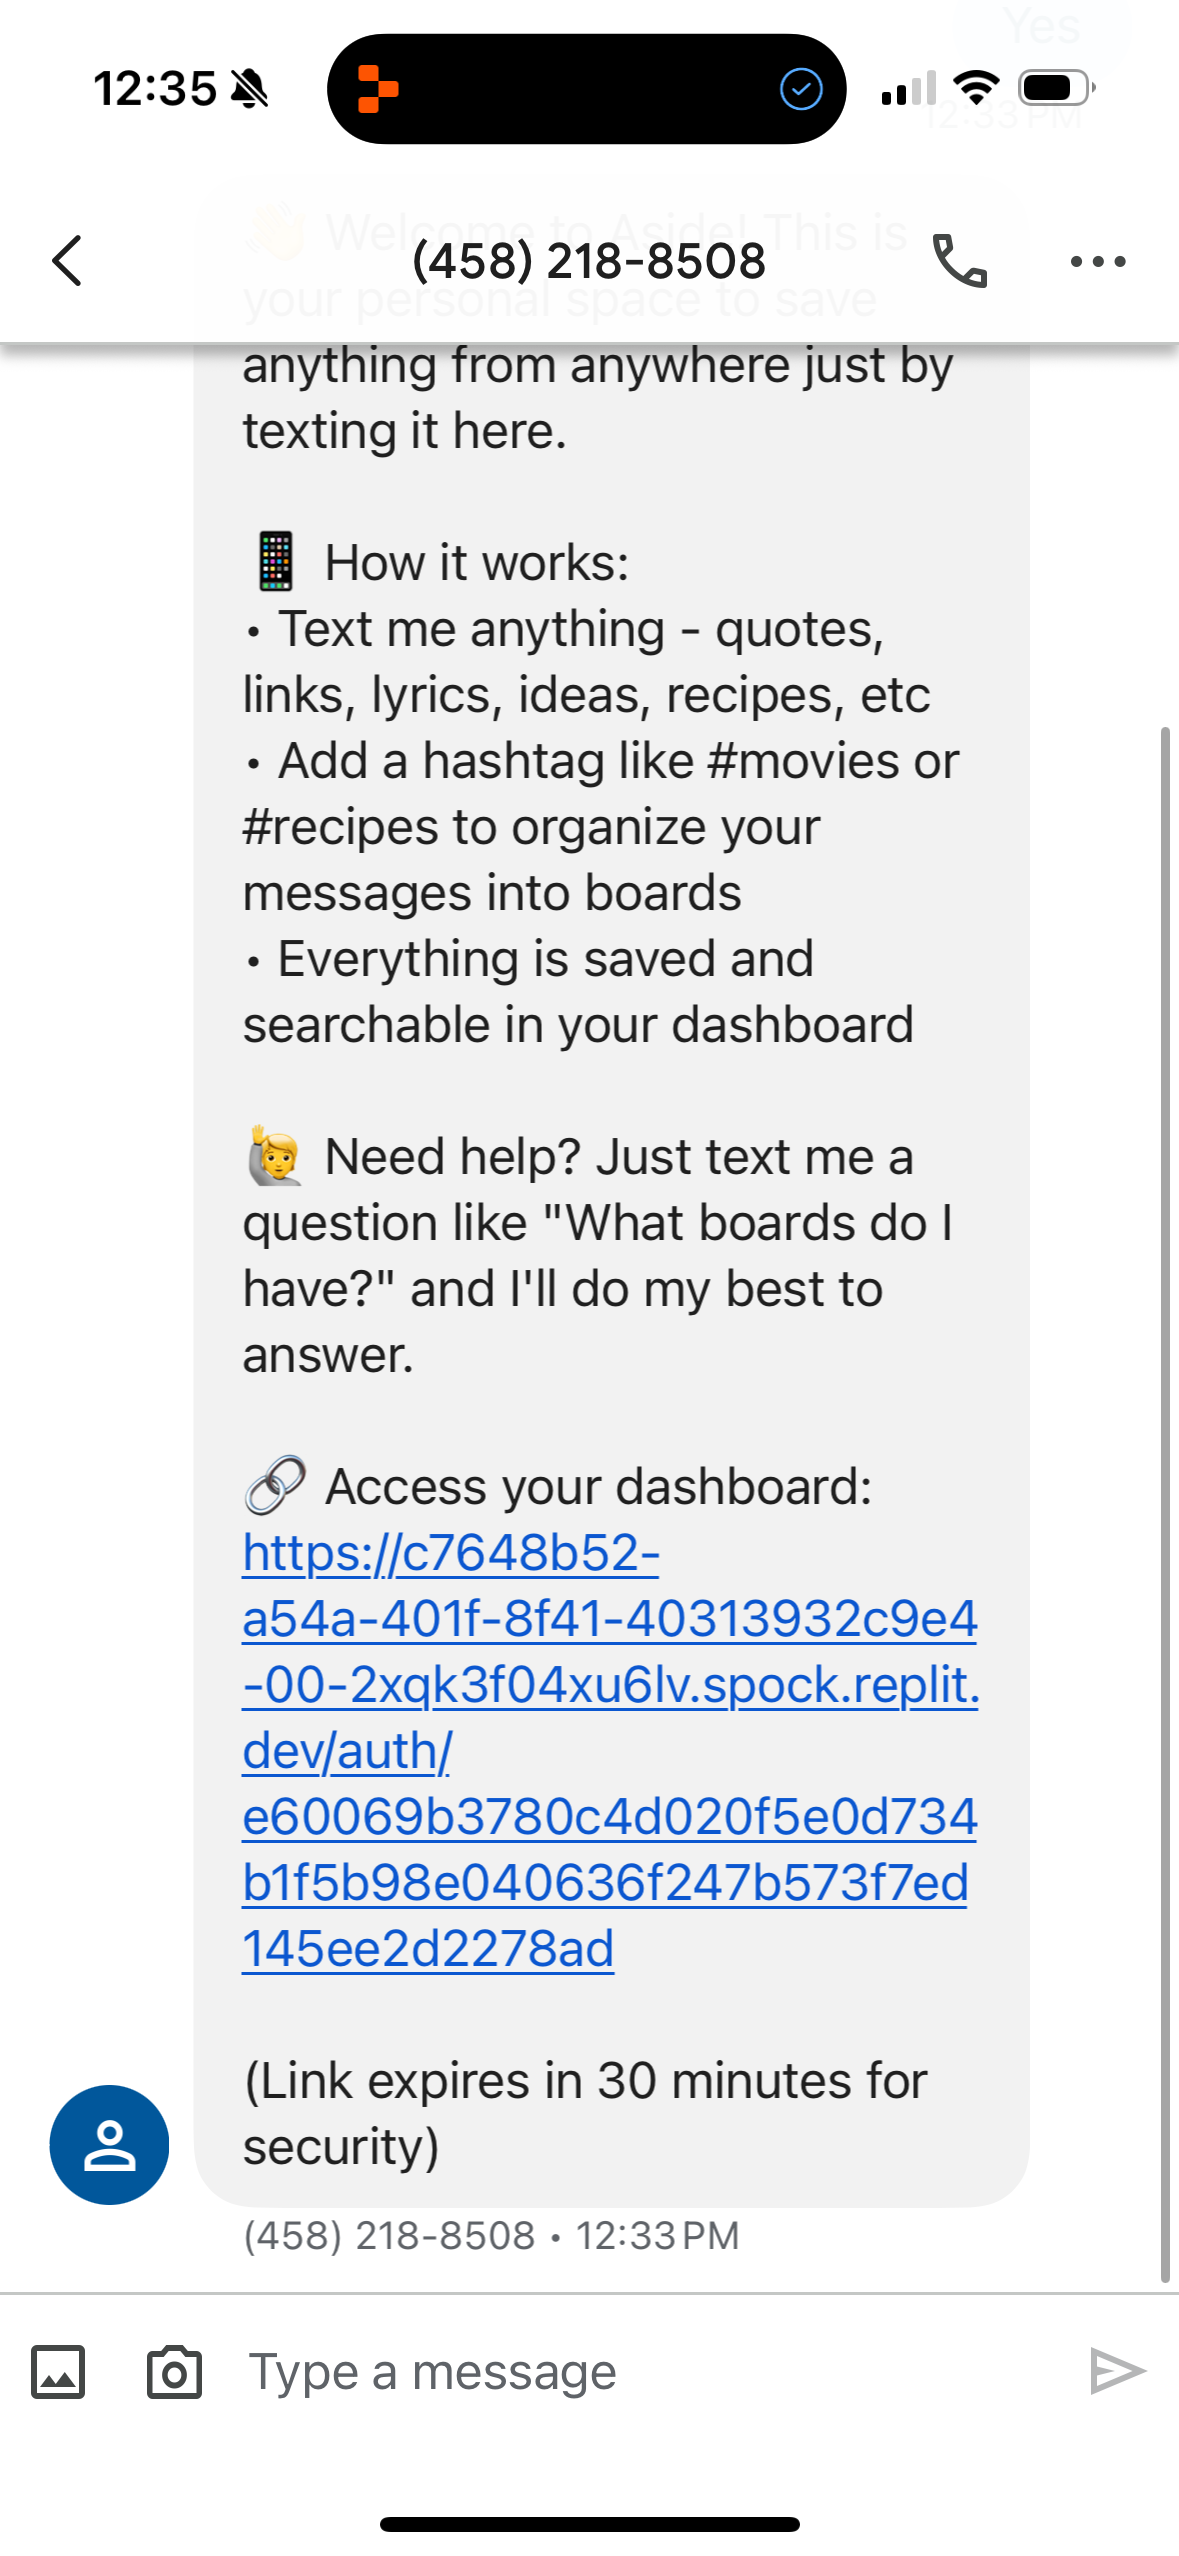 Yes
12:35
12:33 PM
👋 Welcome to Aside! This is
(458) 218-8508
your personal space to save
anything from anywhere just by
texting it here.
📱 How it works:
• Text me anything - quotes,
links, lyrics, ideas, recipes, etc
• Add a hashtag like #movies or
#recipes to organize your
messages into boards
• Everything is saved and
searchable in your dashboard
🙋 Need help? Just text me a
question like "What boards do I
have?" and I'll do my best to
answer.
🔗 Access your dashboard:
https://c7648b52-
a54a-401f-8f41-40313932c9e4
-00-2xqk3f04xu6lv.spock.replit.
dev/auth/
e60069b3780c4d020f5e0d734
b1f5b98e040636f247b573f7ed
145ee2d2278ad
(Link expires in 30 minutes for
security)
(458) 218-8508 • 12:33 PM
Type a message